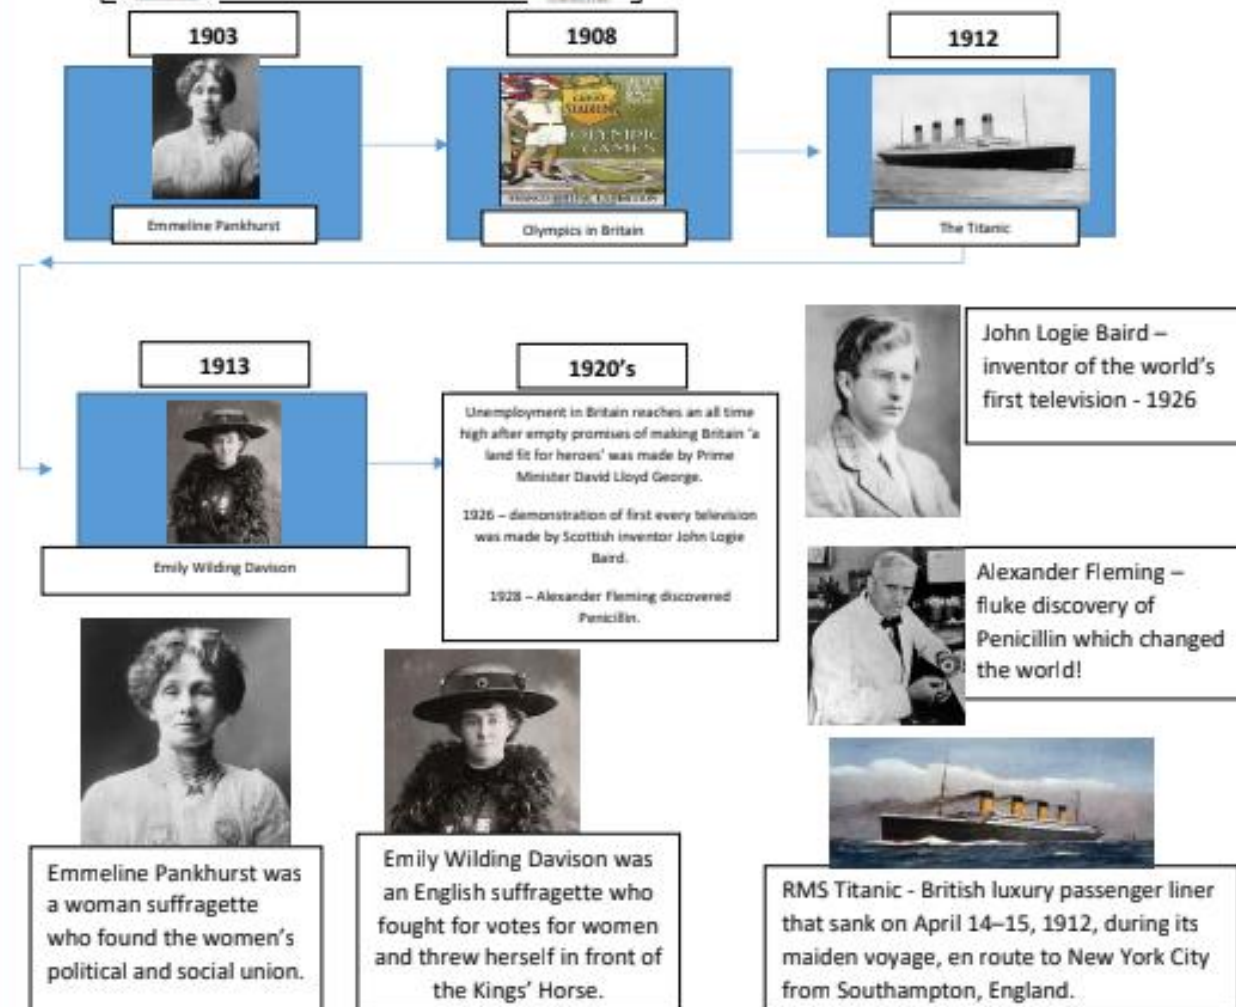 1903
1908
1912
GREAT
STADIUM
OLYMPIC
GAMES
Emmeline Pankhurst
Olympics in Britain
The Titanic
1913
1920's
Unemployment in Britain reaches an all time
high after empty promises of making Britain 'a
land fit for heroes' was made by Prime
Minister David Lloyd George.
1926 – demonstration of first every television
was made by Scottish inventor John Logie
Baird.
1928 – Alexander Fleming discovered
Penicillin.
Emily Wilding Davison
John Logie Baird –
inventor of the world's
first television - 1926
Alexander Fleming –
fluke discovery of
Penicillin which changed
the world!
Emmeline Pankhurst was
a woman suffragette
who found the women's
political and social union.
Emily Wilding Davison was
an English suffragette who
fought for votes for women
and threw herself in front of
the Kings' Horse.
RMS Titanic - British luxury passenger liner
that sank on April 14–15, 1912, during its
maiden voyage, en route to New York City
from Southampton, England.